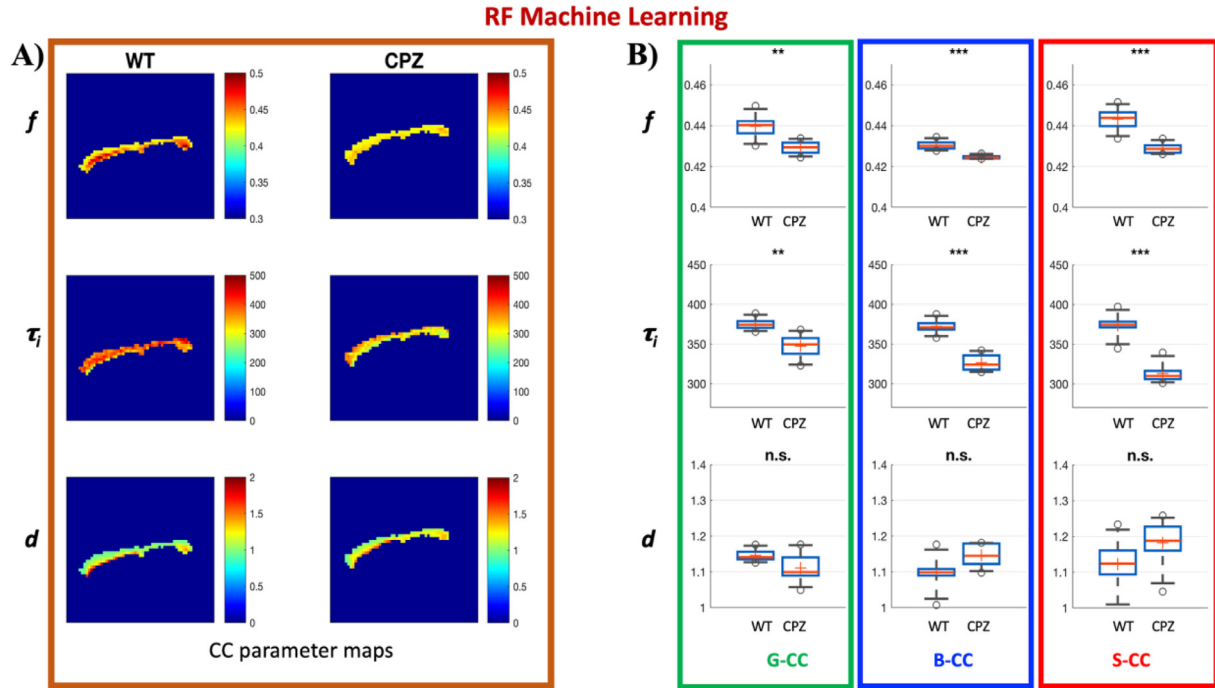 RF Machine Learning
A)
WT CPZ
f
0.5 0.5
0.45 0.45
0.4 0.4
0.35 0.35
0.3 0.3
τi
500 500
400 400
300 300
200 200
100 100
0 0
d
2 2
1.5 1.5
1 1
0.5 0.5
0 0
CC parameter maps
B)
** *** ***
f
0.46 0.46 0.46
0.44 0.44 0.44
0.42 0.42 0.42
0.4 0.4 0.4
WT CPZ WT CPZ WT CPZ
** *** ***
τi
450 450 450
400 400 400
350 350 350
300 300 300
WT CPZ WT CPZ WT CPZ
n.s. n.s. n.s.
d
1.4 1.4 1.4
1.3 1.3 1.3
1.2 1.2 1.2
1.1 1.1 1.1
1 1 1
WT CPZ WT CPZ WT CPZ
G-CC B-CC S-CC